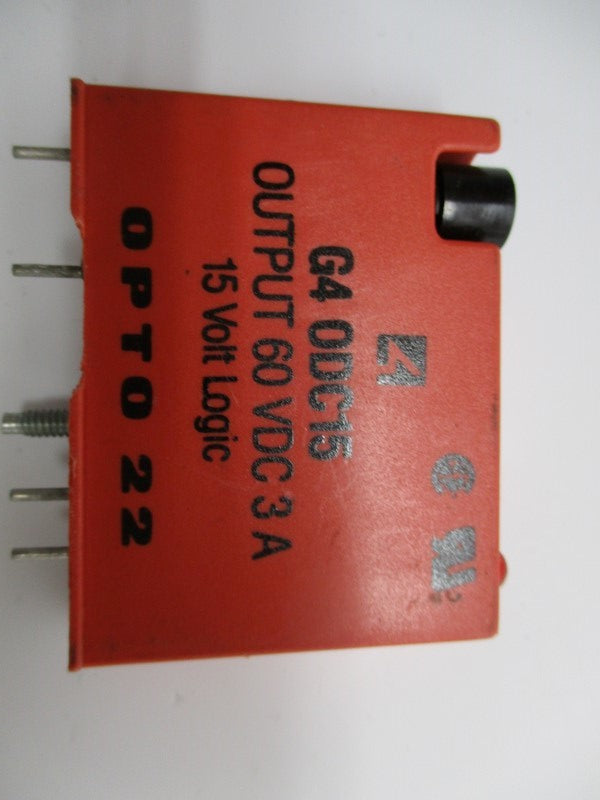 G4 ODC15
OUTPUT 60 VDC 3 A
15 Volt Logic
OPTO 22